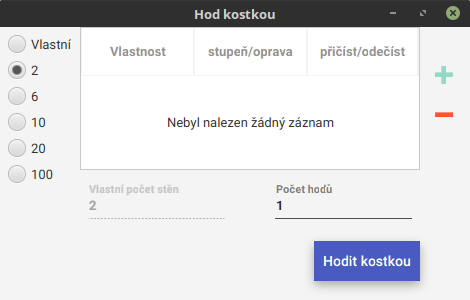 Hod kostkou
Vlastní
2
6
10
20
100
Vlastnost stupeň/oprava přičíst/odečíst
Nebyl nalezen žádný záznam
Vlastní počet stěn
2
Počet hodů
1
Hodit kostkou